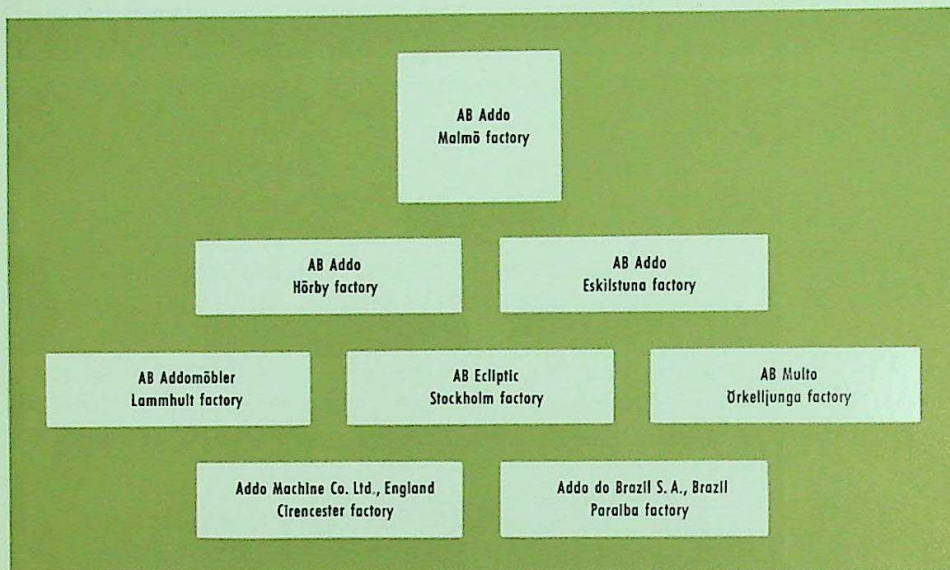 AB Addo
Malmö factory
AB Addo
Hörby factory
AB Addo
Eskilstuna factory
AB Addomöbler
Lammhult factory
AB Ecliptic
Stockholm factory
AB Multo
Örkelljunga factory
Addo Machine Co. Ltd., England
Cirencester factory
Addo do Brazil S. A., Brazil
Paraiba factory